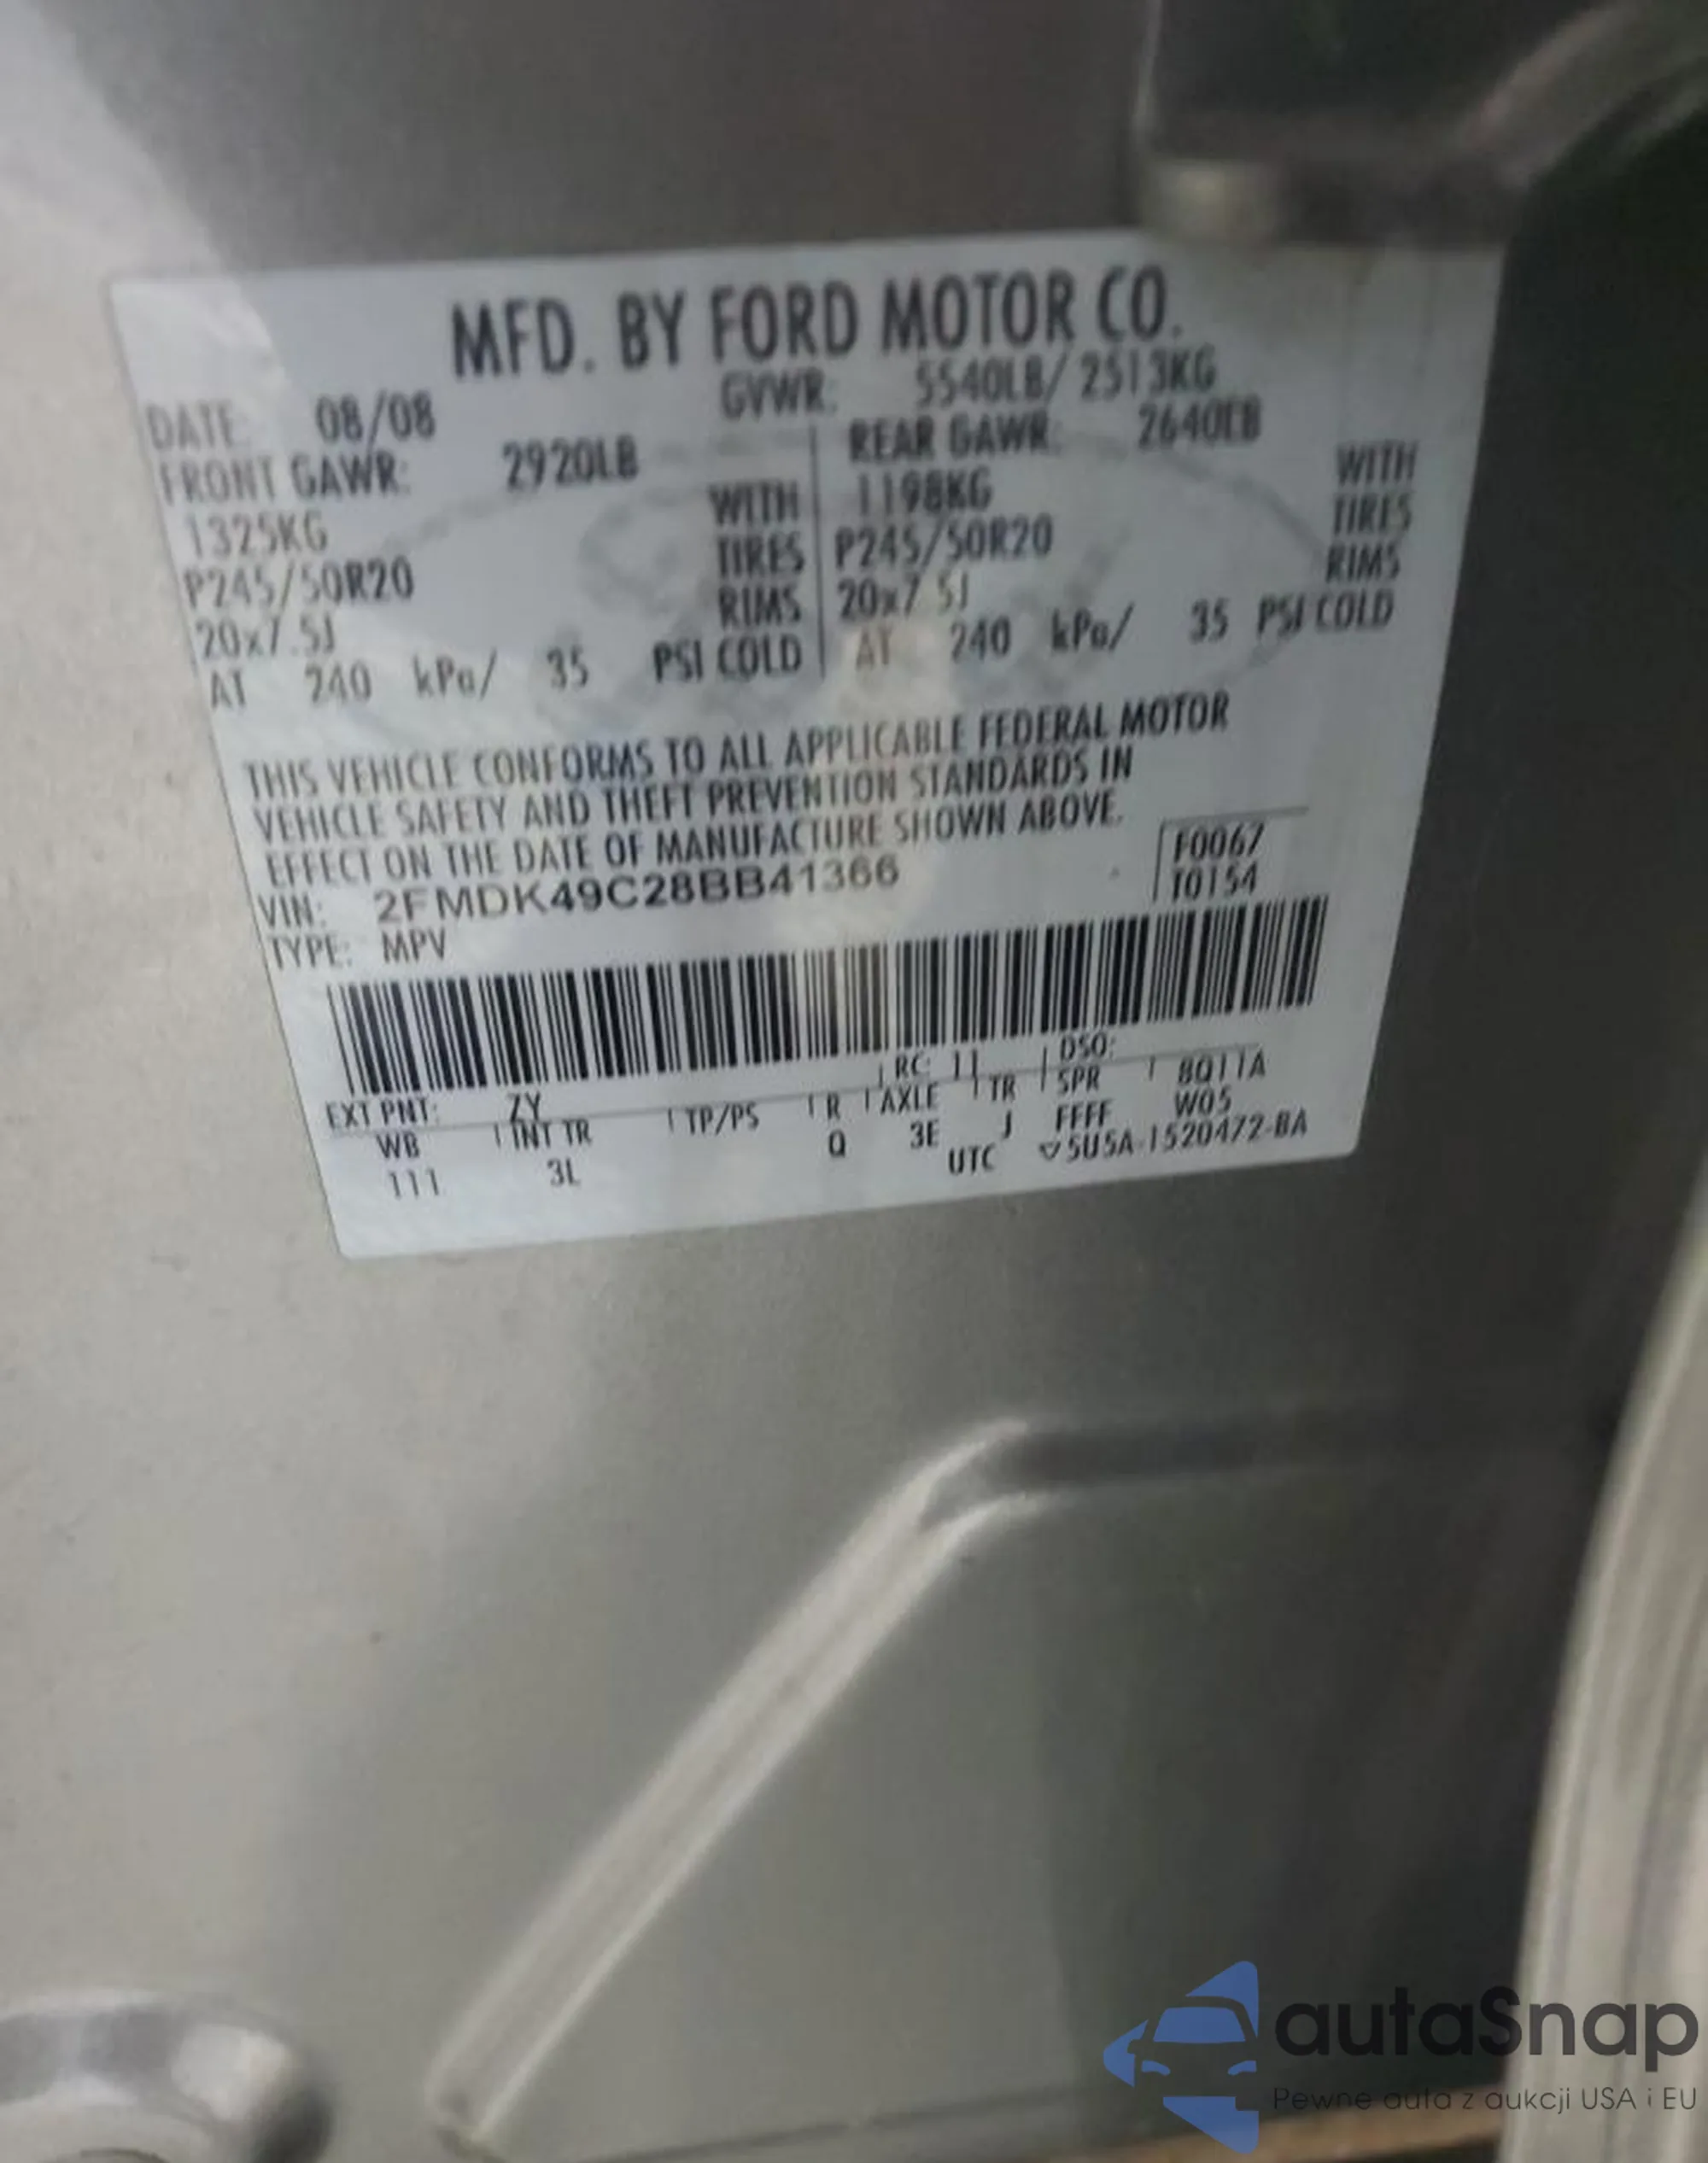 MFD. BY FORD MOTOR CO.
DATE: 08/08 GVWR: 5540LB/ 2513KG
FRONT GAWR: 2920LB REAR GAWR: 2640LB
1325KG WITH 1198KG WITH
P245/50R20 TIRES P245/50R20 TIRES
20x7.5J RIMS 20x7.5J RIMS
AT 240 kPa/ 35 PSI COLD AT 240 kPa/ 35 PSI COLD
THIS VEHICLE CONFORMS TO ALL APPLICABLE FEDERAL MOTOR
VEHICLE SAFETY AND THEFT PREVENTION STANDARDS IN
EFFECT ON THE DATE OF MANUFACTURE SHOWN ABOVE.
VIN: 2FMDK49C28BB41366 F0067
TYPE: MPV T0154
EXT PNT: ZY RC: 11 DSO:
WB INT TR TP/PS R AXLE TR SPR 8Q11A
111 3L Q 3E J FFFF W05
UTC ▽5U5A-1520472-BA
autaSnap
Pewne auta z aukcji USA i EU